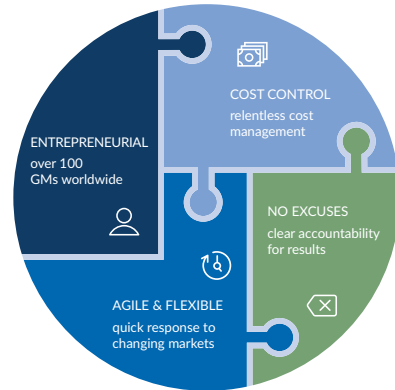 COST CONTROL
relentless cost
management
ENTREPRENEURIAL
over 100
GMs worldwide
NO EXCUSES
clear accountability
for results
AGILE & FLEXIBLE
quick response to
changing markets